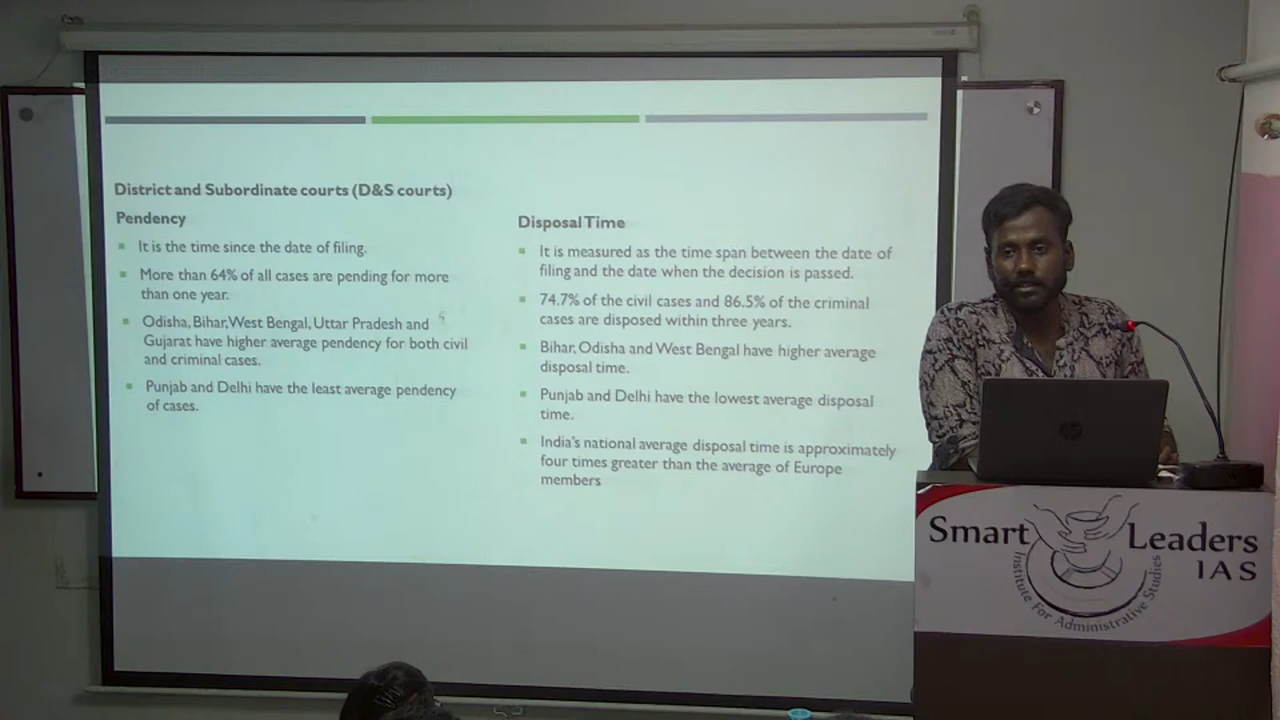 District and Subordinate courts (D&S courts)
Pendency
It is the time since the date of filing.
More than 64% of all cases are pending for more
than one year.
Odisha, Bihar, West Bengal, Uttar Pradesh and
Gujarat have higher average pendency for both civil
and criminal cases.
Punjab and Delhi have the least average pendency
of cases.
Disposal Time
It is measured as the time span between the date of
filing and the date when the decision is passed.
74.7% of the civil cases and 86.5% of the criminal
cases are disposed within three years.
Bihar, Odisha and West Bengal have higher average
disposal time.
Punjab and Delhi have the lowest average disposal
time.
India's national average disposal time is approximately
four times greater than the average of Europe
members
hp
Smart Leaders
IAS
Institute For Administrative Studies